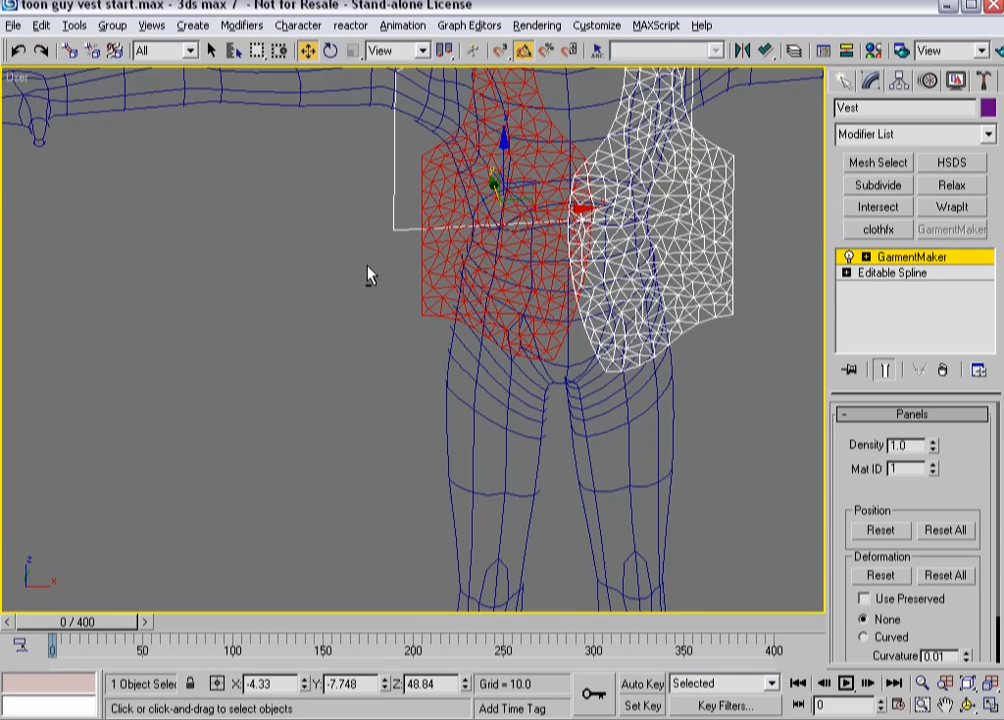 toon guy vest start.max - 3ds max 7 - Not for Resale - Stand-alone License
File Edit Tools Group Views Create Modifiers Character reactor Animation Graph Editors Rendering Customize MAXScript Help
All View View
User
Vest
Modifier List
Mesh Select HSDS
Subdivide Relax
Intersect WrapIt
clothfx GarmentMaker
GarmentMaker
Editable Spline
Panels
Density 1.0
Mat ID 1
Position
Reset Reset All
Deformation
Reset Reset All
Use Preserved
None
Curved
Curvature 0.01
z
x
0 / 400
0 50 100 150 200 250 300 350 400
1 Object Selec X: -4.33 Y: -7.748 Z: 48.84 Grid = 10.0 Auto Key Selected
Click or click-and-drag to select objects Add Time Tag Set Key Key Filters... 0